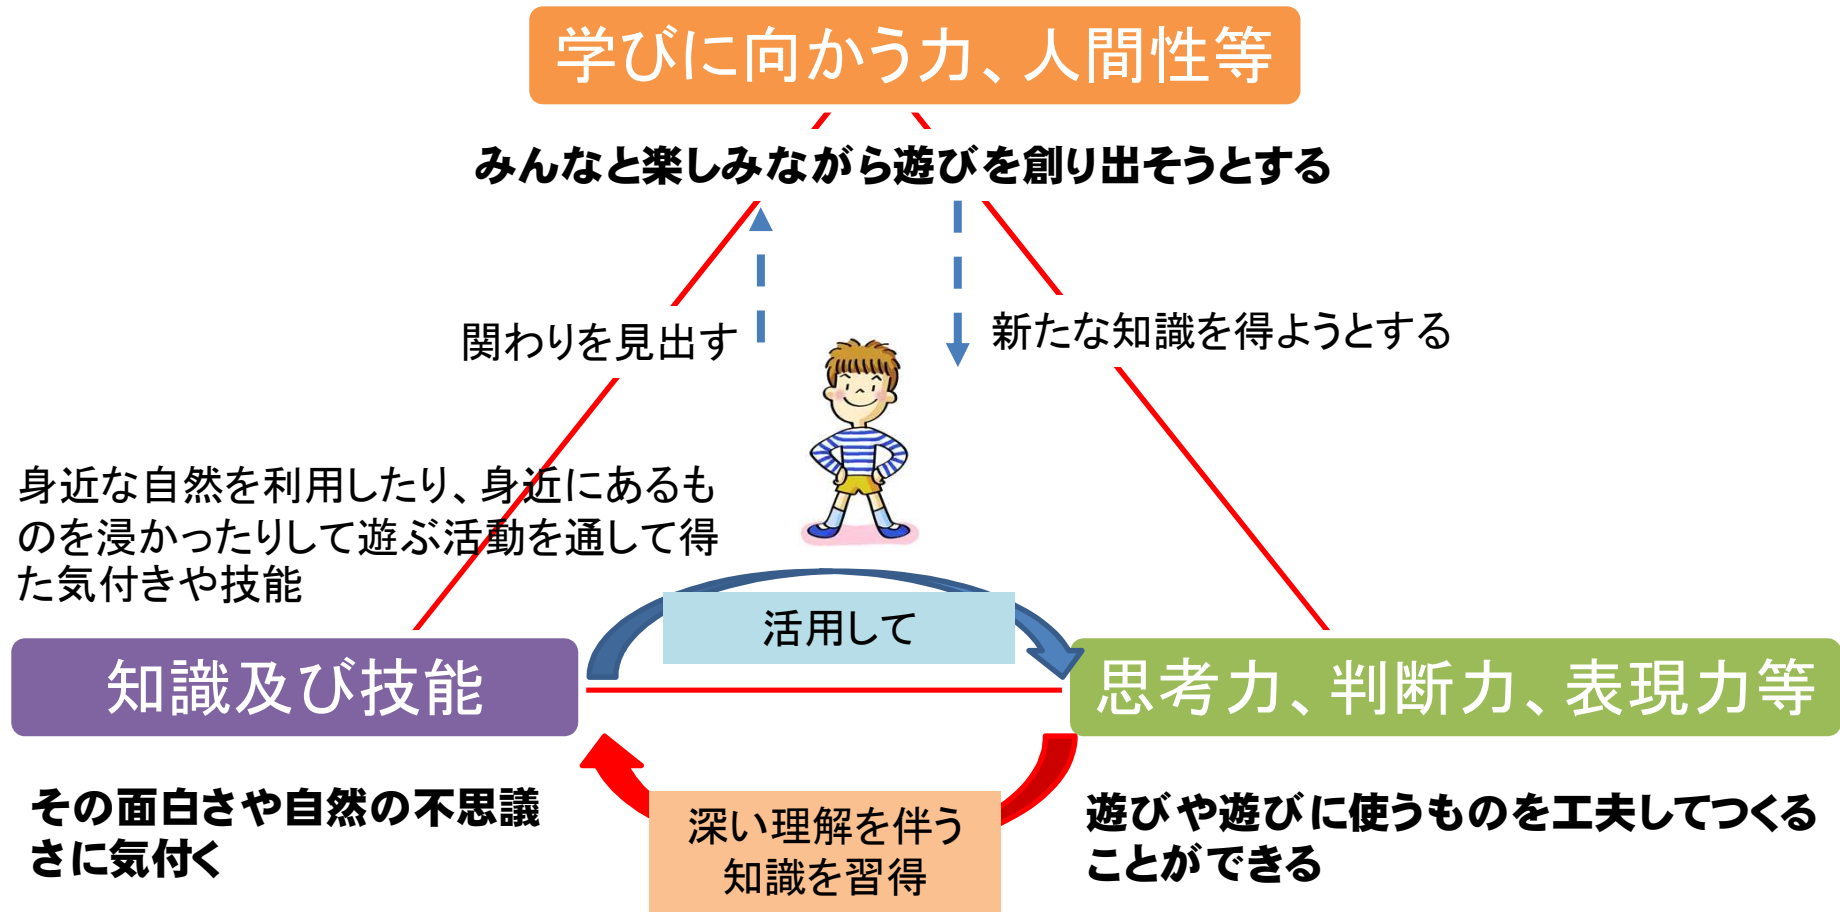 学びに向かう力、人間性等
みんなと楽しみながら遊びを創り出そうとする
関わりを見出す
新たな知識を得ようとする
身近な自然を利用したり、身近にあるも
のを浸かったりして遊ぶ活動を通して得
た気付きや技能
活用して
知識及び技能
思考力、判断力、表現力等
その面白さや自然の不思議
さに気付く
深い理解を伴う
知識を習得
遊びや遊びに使うものを工夫してつくる
ことができる